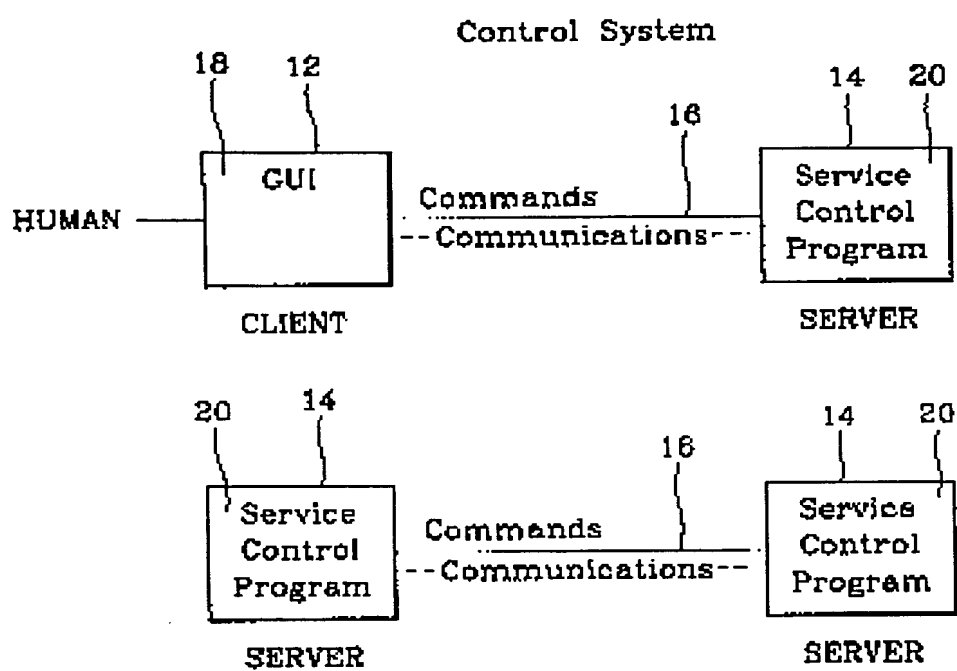 Control System
18 12 16 14 20
GUI
HUMAN
Commands
Communications
Service
Control
Program
CLIENT
SERVER
20 14 16 14 20
Service
Control
Program
Commands
Communications
Service
Control
Program
SERVER
SERVER